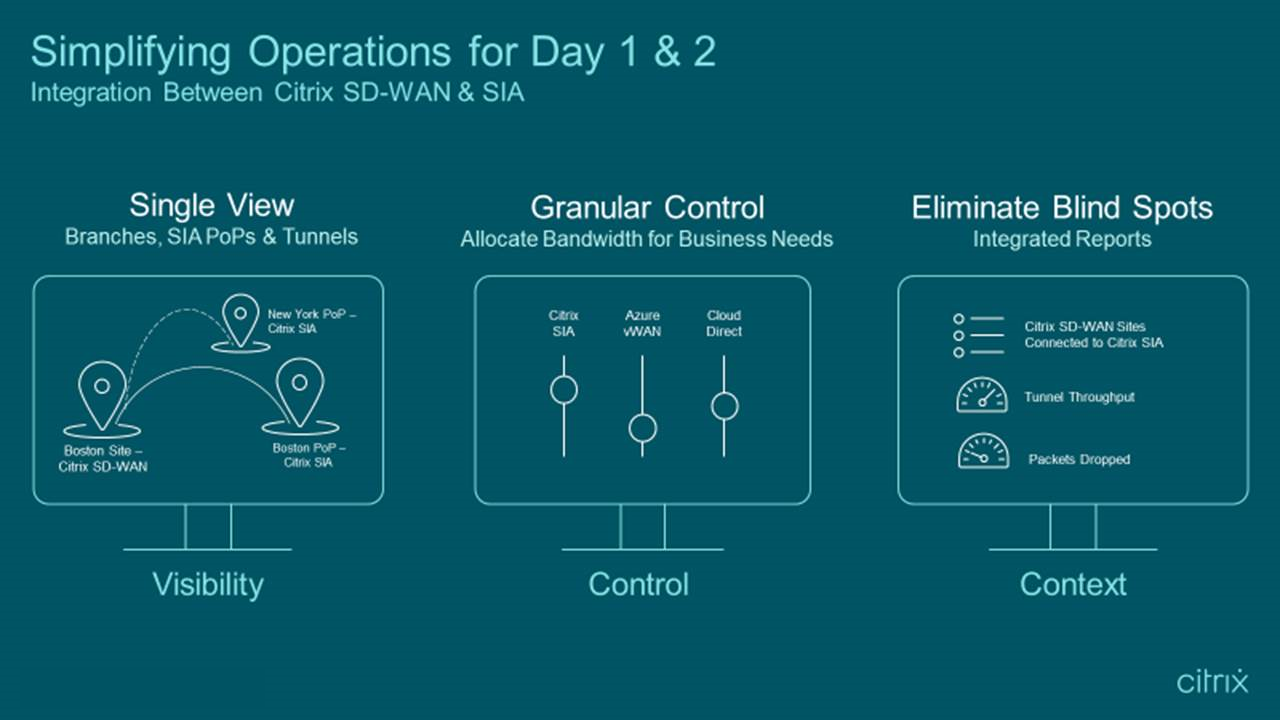 Simplifying Operations for Day 1 & 2
Integration Between Citrix SD-WAN & SIA
Single View
Branches, SIA PoPs & Tunnels
New York PoP –
Citrix SIA
Boston Site –
Citrix SD-WAN
Boston PoP –
Citrix SIA
Visibility
Granular Control
Allocate Bandwidth for Business Needs
Citrix
SIA
Azure
vWAN
Cloud
Direct
Control
Eliminate Blind Spots
Integrated Reports
Citrix SD-WAN Sites
Connected to Citrix SIA
Tunnel Throughput
Packets Dropped
Context
citrix